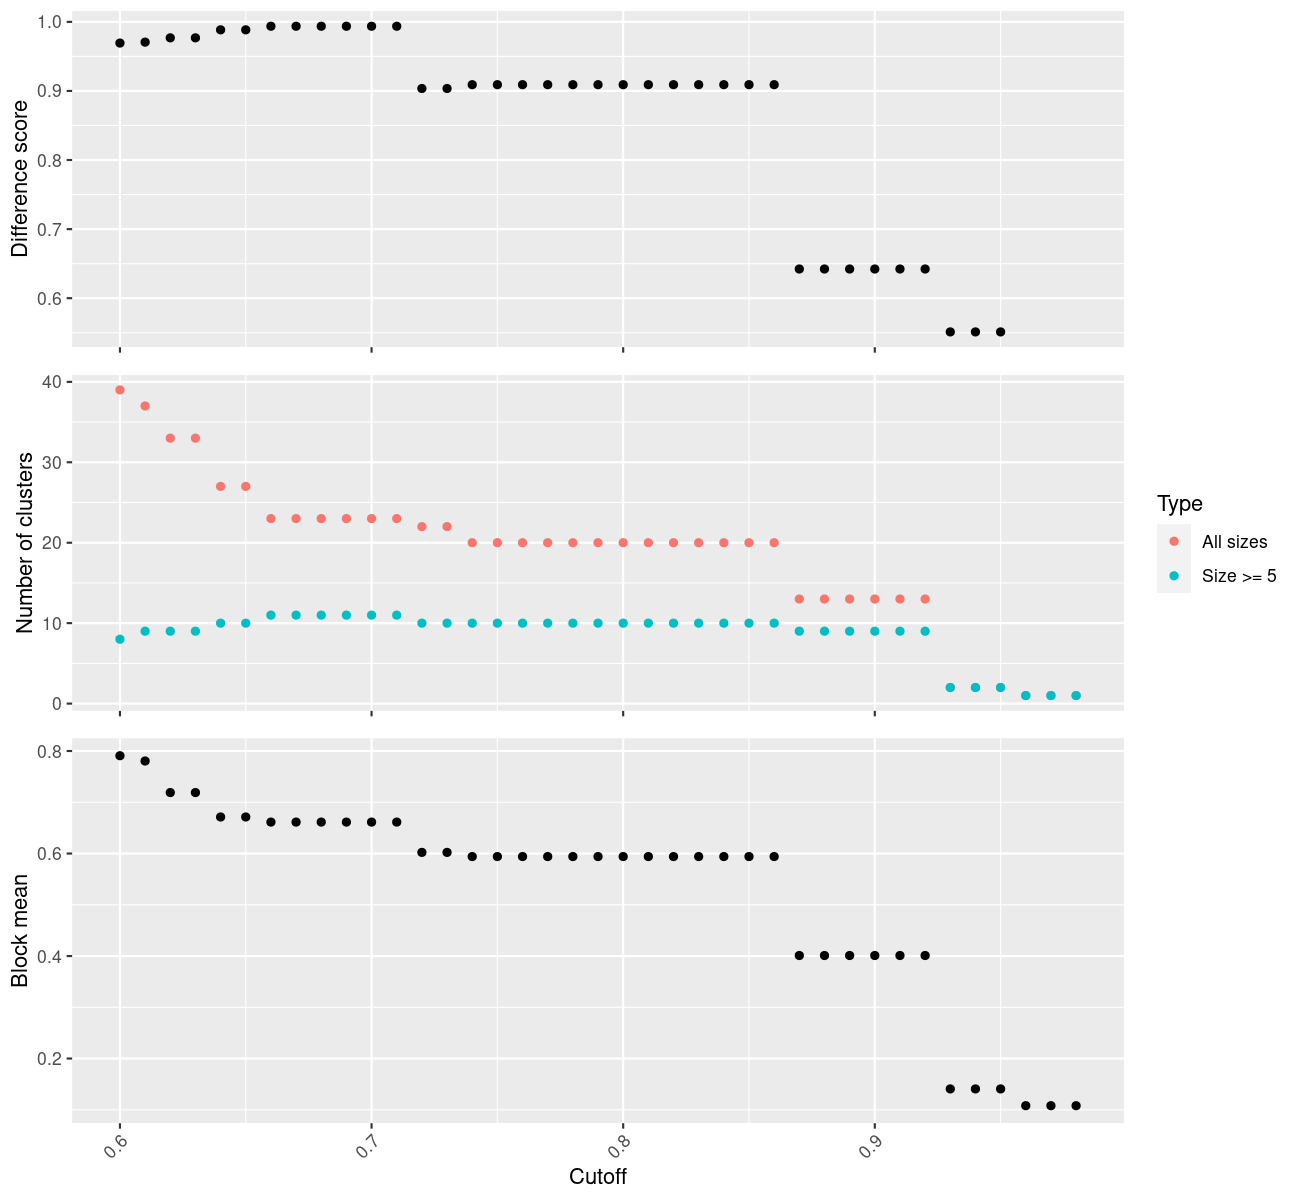 Difference score
1.0
0.9
0.8
0.7
0.6
Number of clusters
40
30
20
10
0
Type
All sizes
Size >= 5
Block mean
0.8
0.6
0.4
0.2
0.6 0.7 0.8 0.9
Cutoff